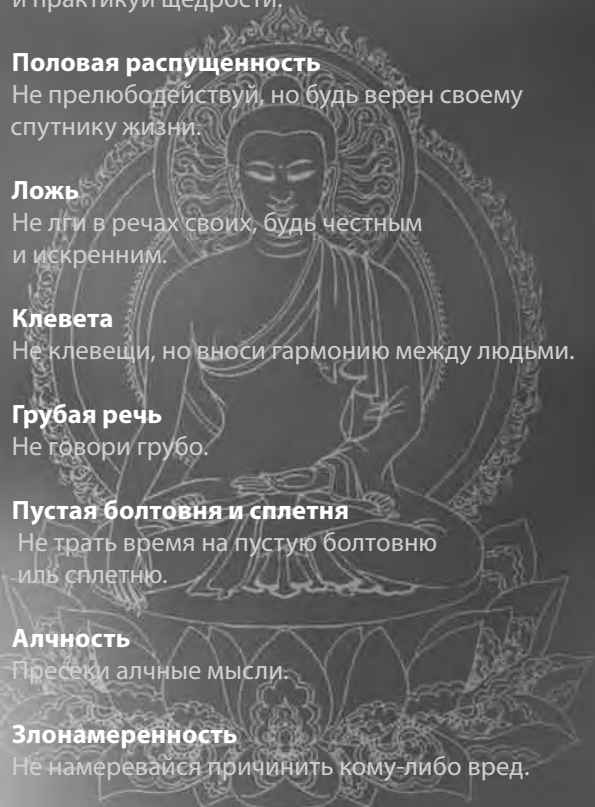 и практикуй щедрости.
Половая распущенность
Не прелюбодействуй, но будь верен своему
спутнику жизни.
Ложь
Не лги в речах своих, будь честным
и искренним.
Клевета
Не клевещи, но вноси гармонию между людьми.
Грубая речь
Не говори грубо.
Пустая болтовня и сплетня
Не трать время на пустую болтовню
иль сплетню.
Алчность
Пресеки алчные мысли.
Злонамеренность
Не намеревайся причинить кому-либо вред.